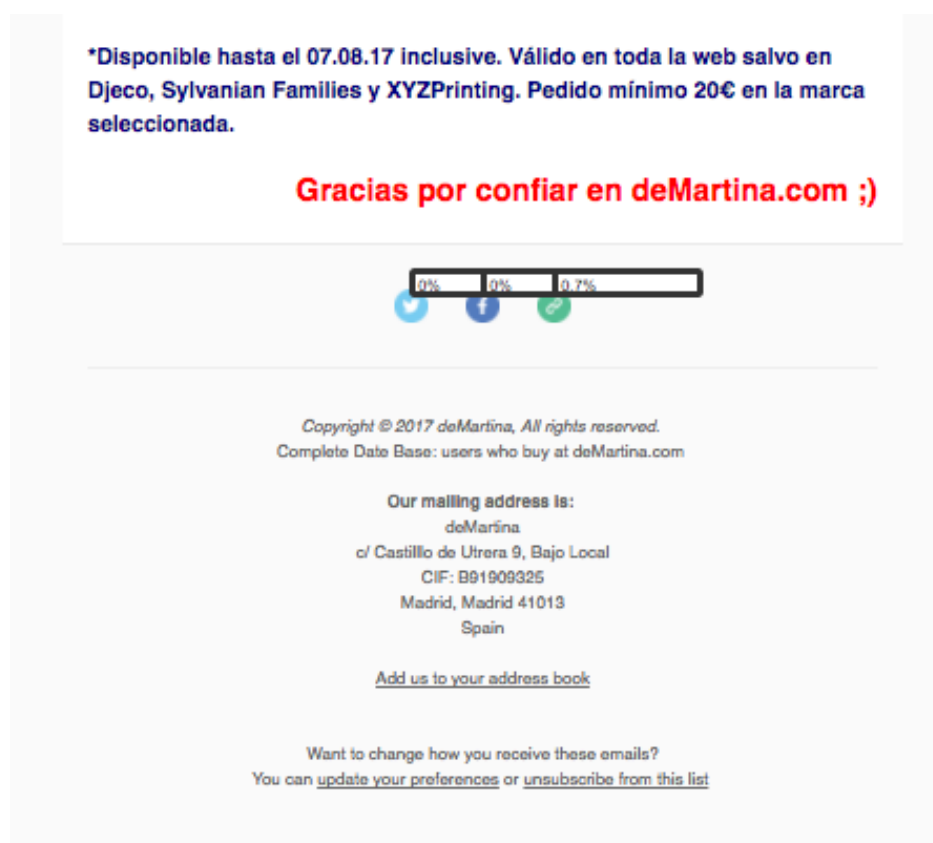 *Disponible hasta el 07.08.17 inclusive. Válido en toda la web salvo en
Djeco, Sylvanian Families y XYZPrinting. Pedido mínimo 20€ en la marca
seleccionada.
Gracias por confiar en deMartina.com ;)
0% 0% 0.7%
Copyright © 2017 deMartina, All rights reserved.
Complete Date Base: users who buy at deMartina.com
Our mailing address is:
deMartina
c/ Castilllo de Utrera 9, Bajo Local
CIF: B91909325
Madrid, Madrid 41013
Spain
Add us to your address book
Want to change how you receive these emails?
You can update your preferences or unsubscribe from this list